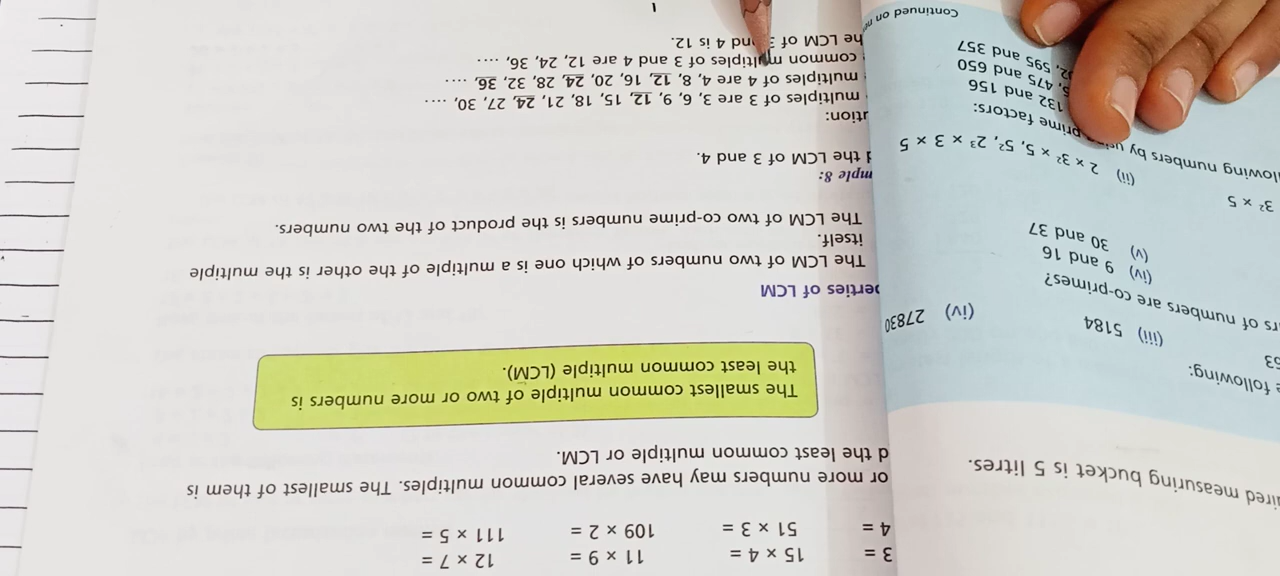 3 = 15 × 4 = 11 × 9 = 12 × 7 =
4 = 51 × 3 = 109 × 2 = 111 × 5 =
or more numbers may have several common multiples. The smallest of them is
d the least common multiple or LCM.
The smallest common multiple of two or more numbers is
the least common multiple (LCM).
perties of LCM
The LCM of two numbers of which one is a multiple of the other is the multiple
itself.
The LCM of two co-prime numbers is the product of the two numbers.
mple 8:
d the LCM of 3 and 4.
ution:
multiples of 3 are 3, 6, 9, 12, 15, 18, 21, 24, 27, 30, ....
multiples of 4 are 4, 8, 12, 16, 20, 24, 28, 32, 36, ....
common multiples of 3 and 4 are 12, 24, 36, ....
he LCM of 3 and 4 is 12.
ired measuring bucket is 5 litres.
e following:
53 (iii) 5184 (iv) 27830
rs of numbers are co-primes?
(iv) 9 and 16
(v) 30 and 37
3² × 5 (ii) 2 × 3² × 5, 5², 2³ × 3 × 5
llowing numbers by using prime factors:
132 and 156
5, 475 and 650
2, 595 and 357
Continued on